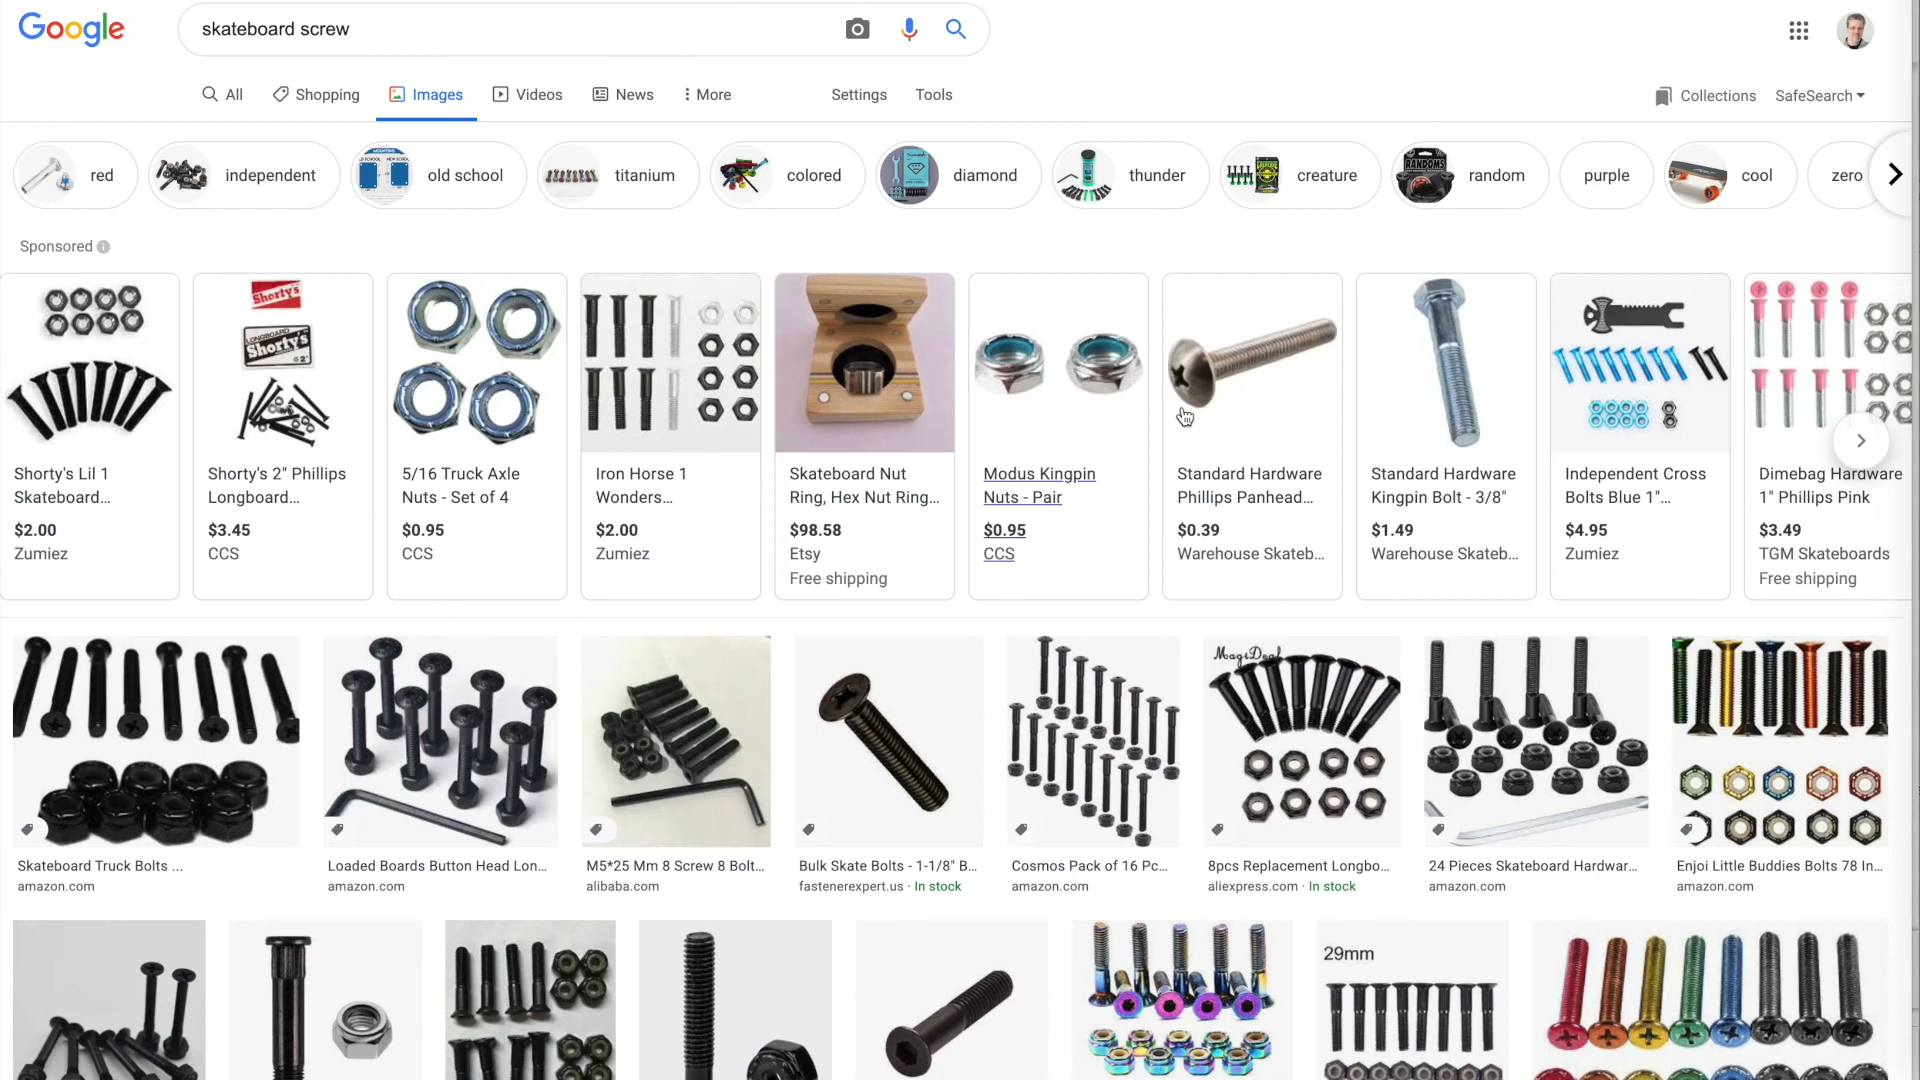 Google
skateboard screw
All
Shopping
Images
Videos
News
More
Settings
Tools
Collections
SafeSearch
red
independent
old school
titanium
colored
diamond
thunder
creature
random
purple
cool
zero
Sponsored
Shorty's
LONGBOARD
Shorty's
2"
Shorty's Lil 1
Skateboard...
$2.00
Zumiez
Shorty's 2" Phillips
Longboard...
$3.45
CCS
5/16 Truck Axle
Nuts - Set of 4
$0.95
CCS
Iron Horse 1
Wonders...
$2.00
Zumiez
Skateboard Nut
Ring, Hex Nut Ring...
$98.58
Etsy
Free shipping
Modus Kingpin
Nuts - Pair
$0.95
CCS
Standard Hardware
Phillips Panhead...
$0.39
Warehouse Skateb...
Standard Hardware
Kingpin Bolt - 3/8"
$1.49
Warehouse Skateb...
Independent Cross
Bolts Blue 1"...
$4.95
Zumiez
Dimebag Hardware
1" Phillips Pink
$3.49
TGM Skateboards
Free shipping
MagiDeal
Skateboard Truck Bolts ...
amazon.com
Loaded Boards Button Head Lon...
amazon.com
M5*25 Mm 8 Screw 8 Bolt...
alibaba.com
Bulk Skate Bolts - 1-1/8" B...
fastenerexpert.us · In stock
Cosmos Pack of 16 Pc...
amazon.com
8pcs Replacement Longbo...
aliexpress.com · In stock
24 Pieces Skateboard Hardwar...
amazon.com
Enjoi Little Buddies Bolts 78 In...
amazon.com
29mm